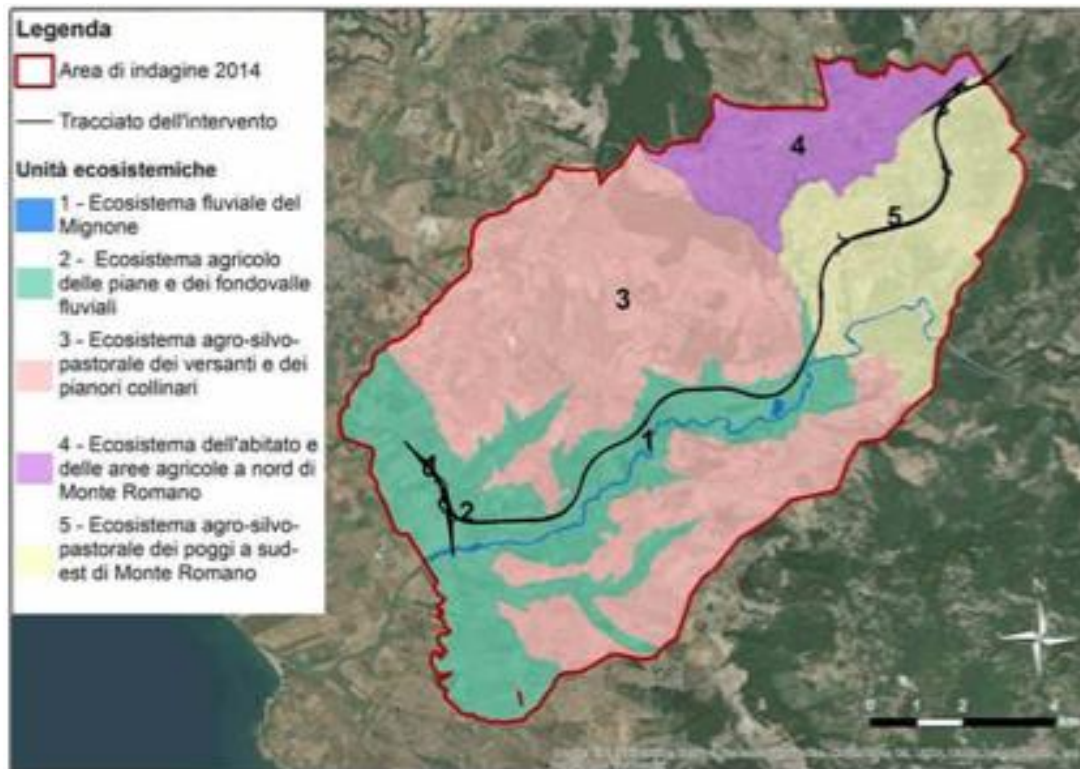 Legenda
Area di indagine 2014
Tracciato dell'intervento
Unità ecosistemiche
1 - Ecosistema fluviale del
Mignone
2 - Ecosistema agricolo
delle piane e dei fondovalle
fluviali
3 - Ecosistema agro-silvo-
pastorale dei versanti e dei
pianori collinari
4 - Ecosistema dell'abitato e
delle aree agricole a nord di
Monte Romano
5 - Ecosistema agro-silvo-
pastorale dei poggi a sud-
est di Monte Romano
4
5
3
1
2
N
0 1 2 4
km